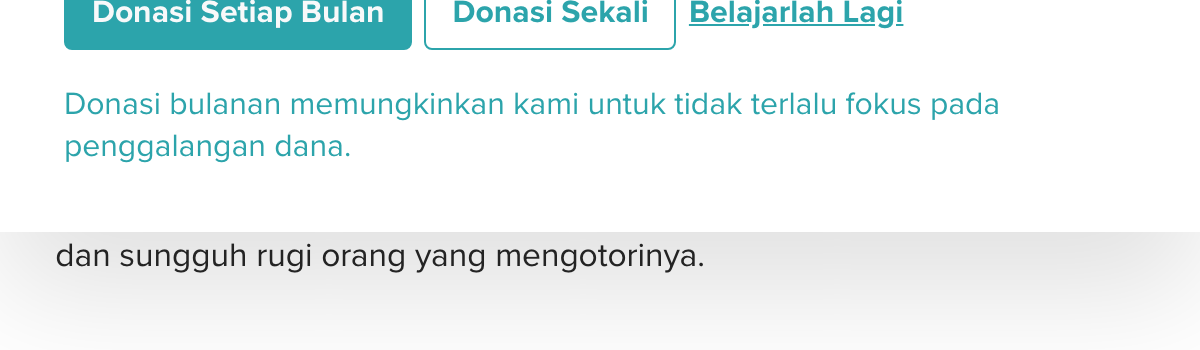 Donasi Setiap Bulan Donasi Sekali Belajarlah Lagi
Donasi bulanan memungkinkan kami untuk tidak terlalu fokus pada
penggalangan dana.
dan sungguh rugi orang yang mengotorinya.